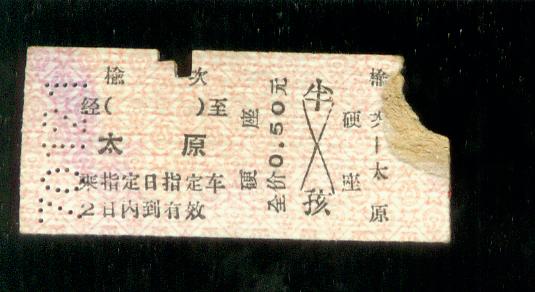 榆 次
经( )至
太 原
乘指定日指定车
2日内到有效
硬 座
全价0.50元
半 孩
硬 座
榆次—太原